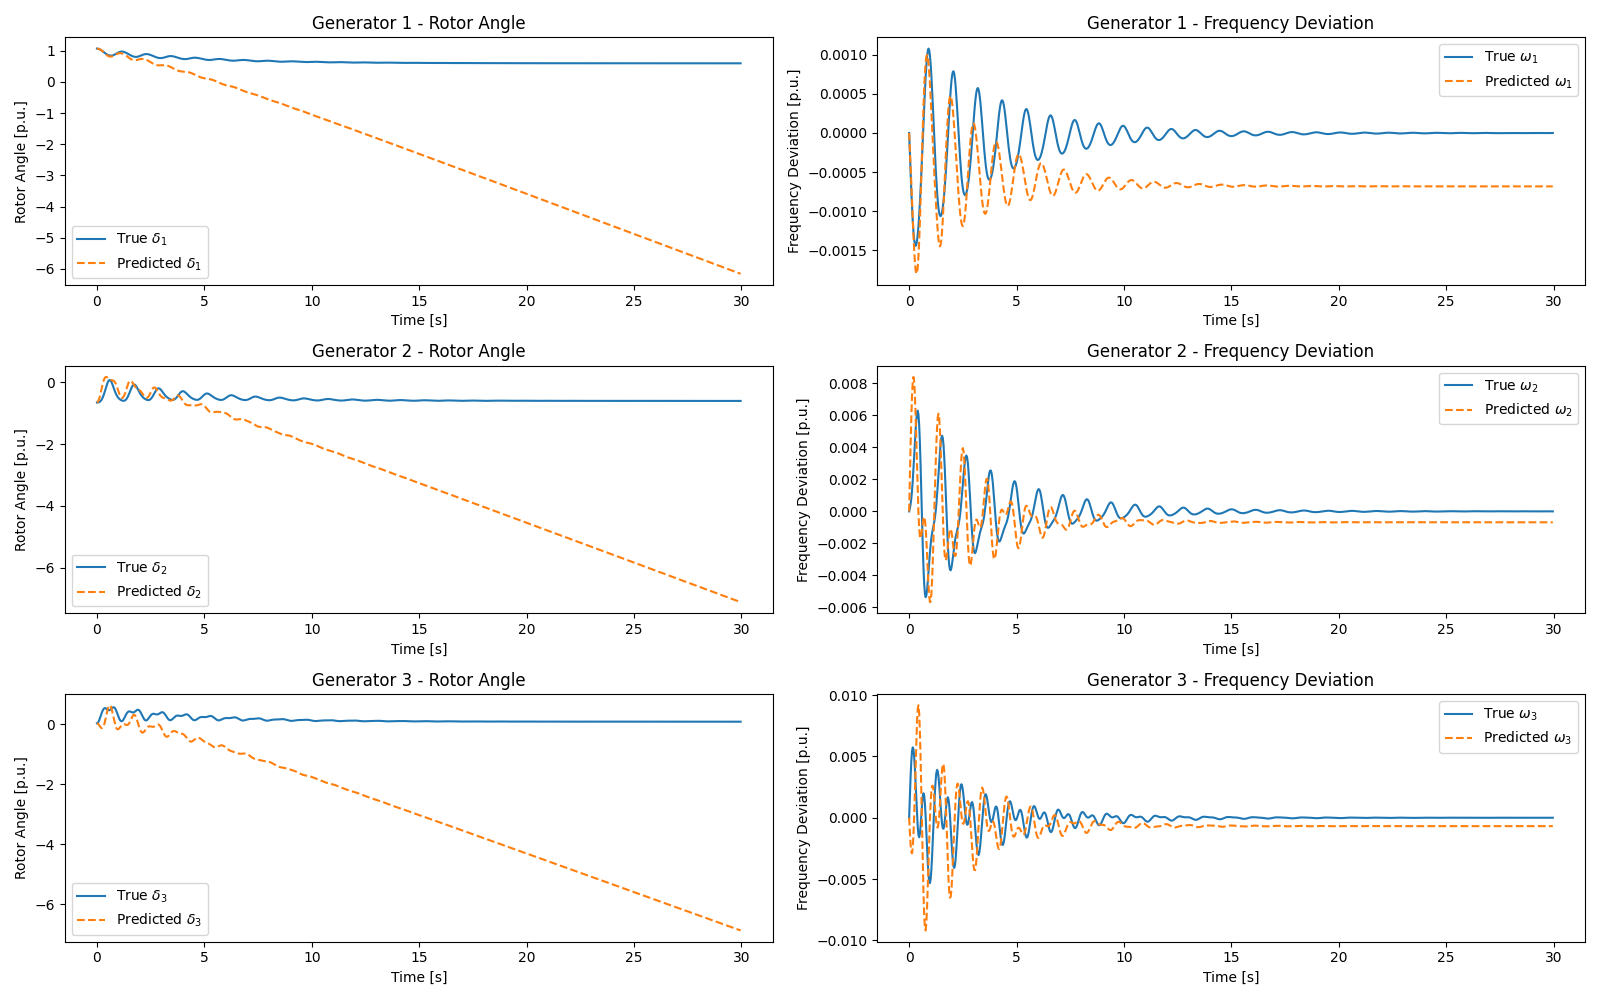 Generator 1 - Rotor Angle
Rotor Angle [p.u.]
1
0
−1
−2
−3
−4
−5
−6
True δ1
Predicted δ1
0 5 10 15 20 25 30
Time [s]
Generator 1 - Frequency Deviation
Frequency Deviation [p.u.]
0.0010
0.0005
0.0000
−0.0005
−0.0010
−0.0015
True ω1
Predicted ω1
0 5 10 15 20 25 30
Time [s]
Generator 2 - Rotor Angle
Rotor Angle [p.u.]
0
−2
−4
−6
True δ2
Predicted δ2
0 5 10 15 20 25 30
Time [s]
Generator 2 - Frequency Deviation
Frequency Deviation [p.u.]
0.008
0.006
0.004
0.002
0.000
−0.002
−0.004
−0.006
True ω2
Predicted ω2
0 5 10 15 20 25 30
Time [s]
Generator 3 - Rotor Angle
Rotor Angle [p.u.]
0
−2
−4
−6
True δ3
Predicted δ3
0 5 10 15 20 25 30
Time [s]
Generator 3 - Frequency Deviation
Frequency Deviation [p.u.]
0.010
0.005
0.000
−0.005
−0.010
True ω3
Predicted ω3
0 5 10 15 20 25 30
Time [s]